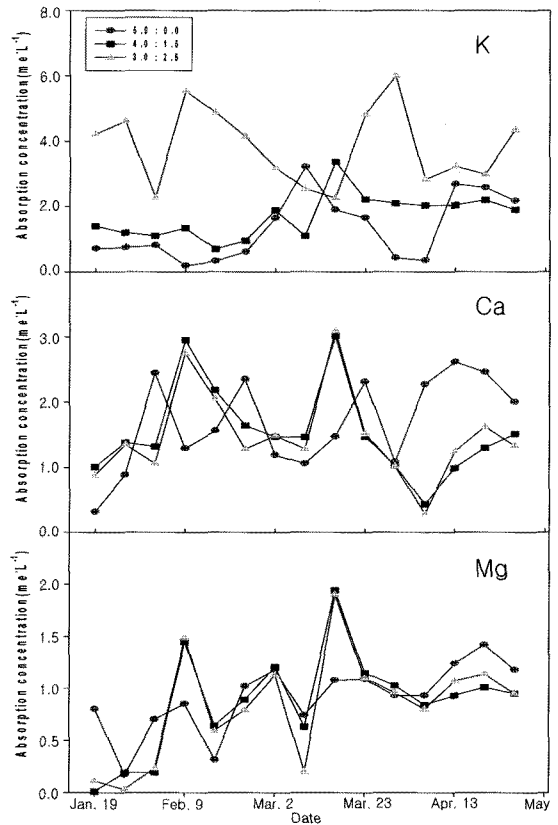 8.0
6.0
4.0
2.0
0.0
Absorption concentration(me·L⁻¹)
5.0 : 0.0
4.0 : 1.5
3.0 : 2.5
K
3.0
2.0
1.0
0.0
Absorption concentration(me·L⁻¹)
Ca
2.0
1.5
1.0
0.5
0.0
Absorption concentration(me·L⁻¹)
Mg
Jan. 19
Feb. 9
Mar. 2
Mar. 23
Apr. 13
May
Date